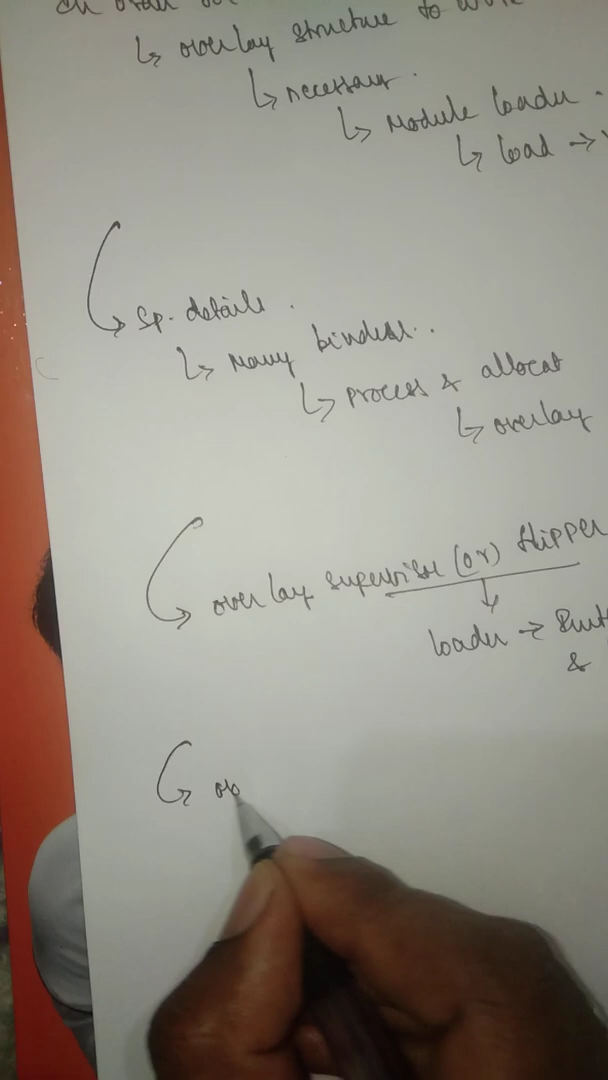 ↳ overlay structure to
↳ necessary.
↳ Module loader.
↳ load →
↳ Sp. details.
↳ Many binders..
↳ process & allocat
↳ overlay
↳ overlay supervisor (or) flipper
↓
loader →
&
↳ ov